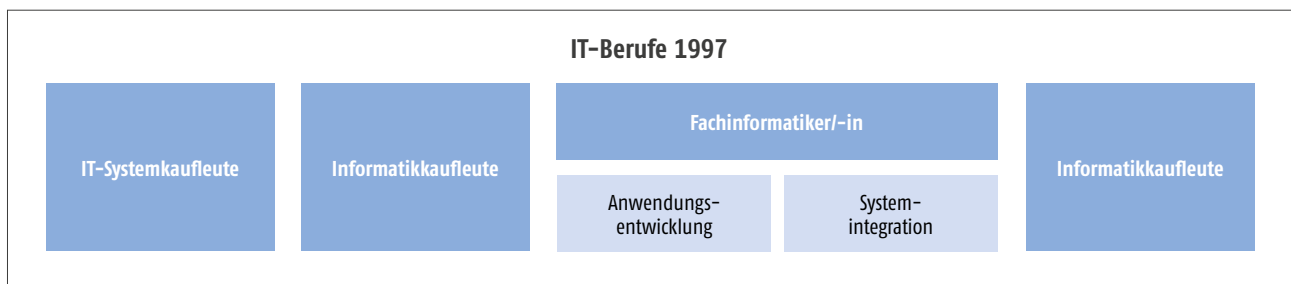 IT-Berufe 1997
IT-Systemkaufleute
Informatikkaufleute
Fachinformatiker/-in
Anwendungs-
entwicklung
System-
integration
Informatikkaufleute